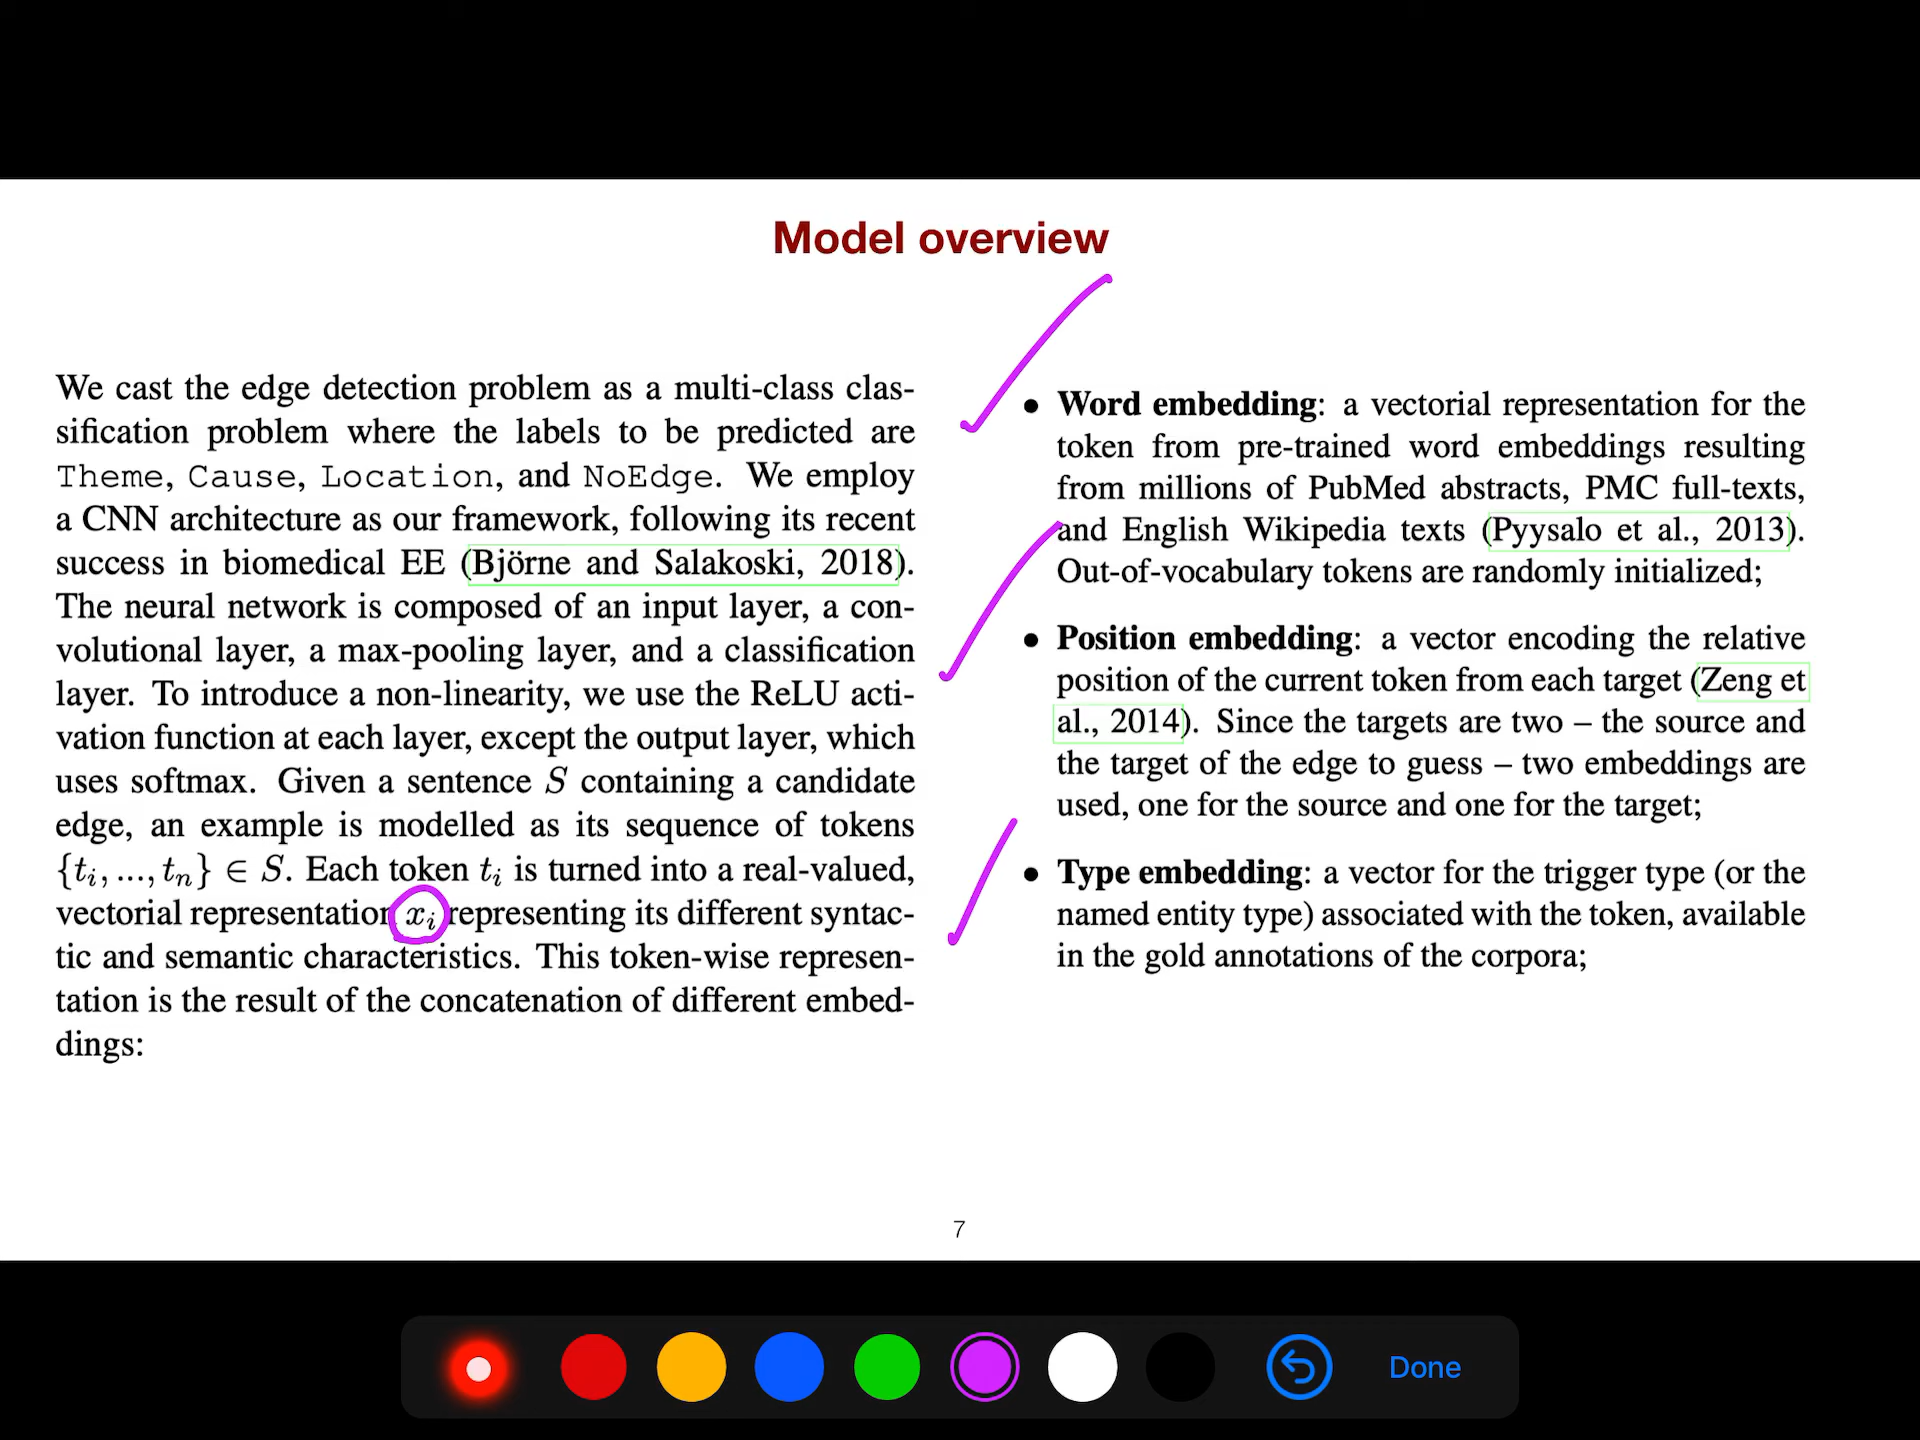 Model overview
We cast the edge detection problem as a multi-class clas-
sification problem where the labels to be predicted are
Theme, Cause, Location, and NoEdge. We employ
a CNN architecture as our framework, following its recent
success in biomedical EE (Björne and Salakoski, 2018).
The neural network is composed of an input layer, a con-
volutional layer, a max-pooling layer, and a classification
layer. To introduce a non-linearity, we use the ReLU acti-
vation function at each layer, except the output layer, which
uses softmax. Given a sentence S containing a candidate
edge, an example is modelled as its sequence of tokens
{tᵢ, ..., tₙ} ∈ S. Each token tᵢ is turned into a real-valued,
vectorial representation xᵢ representing its different syntac-
tic and semantic characteristics. This token-wise represen-
tation is the result of the concatenation of different embed-
dings:
• Word embedding: a vectorial representation for the
token from pre-trained word embeddings resulting
from millions of PubMed abstracts, PMC full-texts,
and English Wikipedia texts (Pyysalo et al., 2013).
Out-of-vocabulary tokens are randomly initialized;
• Position embedding: a vector encoding the relative
position of the current token from each target (Zeng et
al., 2014). Since the targets are two – the source and
the target of the edge to guess – two embeddings are
used, one for the source and one for the target;
• Type embedding: a vector for the trigger type (or the
named entity type) associated with the token, available
in the gold annotations of the corpora;
7
Done